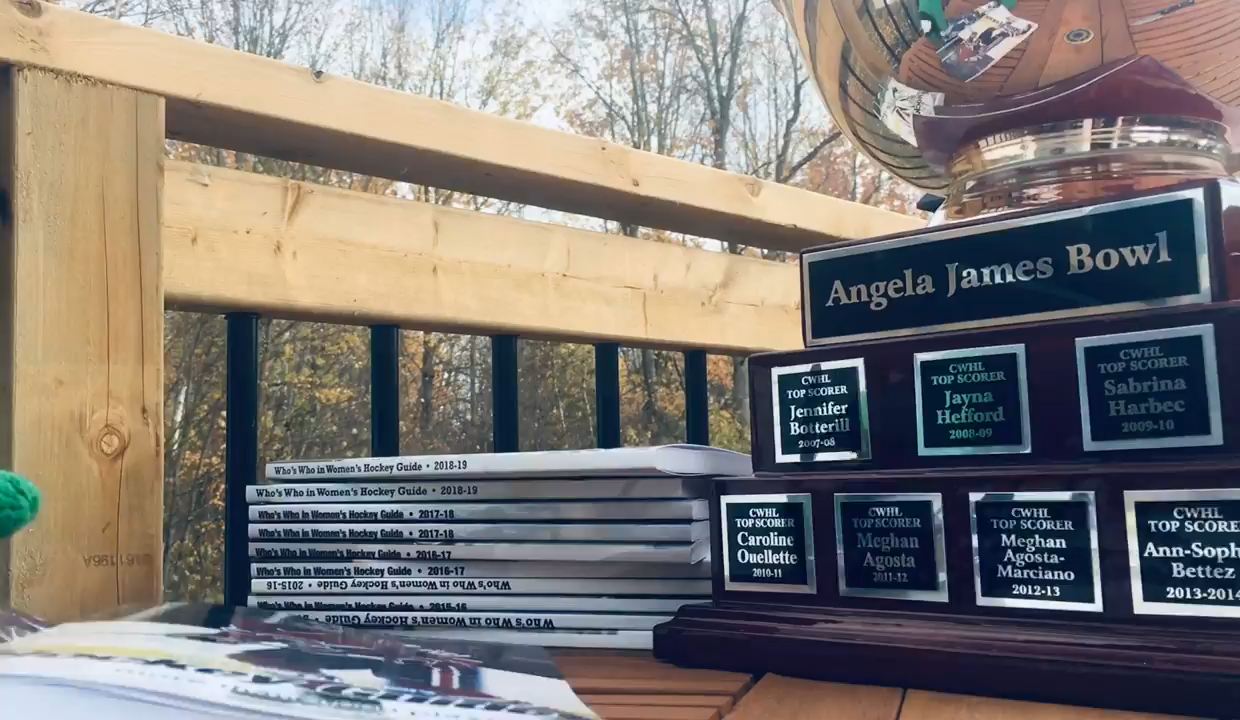 Angela James Bowl
CWHL
TOP SCORER
Jennifer
Botterill
2007-08
CWHL
TOP SCORER
Jayna
Hefford
2008-09
CWHL
TOP SCORER
Sabrina
Harbec
2009-10
CWHL
TOP SCORER
Caroline
Ouellette
2010-11
CWHL
TOP SCORER
Meghan
Agosta
2011-12
CWHL
TOP SCORER
Meghan
Agosta-
Marciano
2012-13
CWHL
TOP
Bettez
2013-2014
Who's Who in Women's Hockey Guide • 2018-19
Who's Who in Women's Hockey Guide • 2018-19
Who's Who in Women's Hockey Guide • 2017-18
Who's Who in Women's Hockey Guide • 2017-18
Who's Who in Women's Hockey Guide • 2016-17
Who's Who in Women's Hockey Guide • 2016-17
Who's Who in Women's Hockey Guide • 2015-16
Who's Who in Women's Hockey Guide • 2015-16
Who's Who in Women's Hockey Guide •